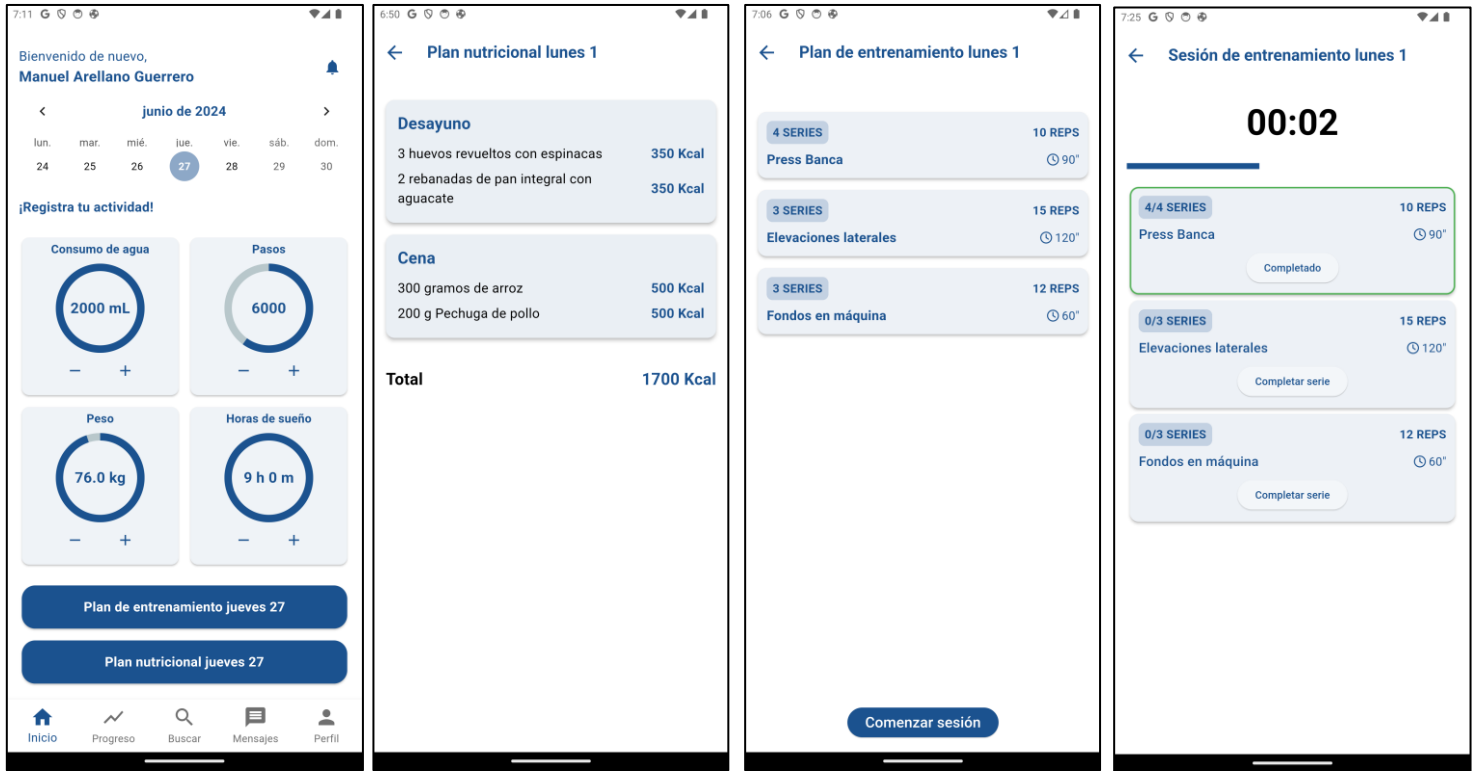 7:11
Bienvenido de nuevo,
Manuel Arellano Guerrero
junio de 2024
lun. mar. mié. jue. vie. sáb. dom.
24 25 26 27 28 29 30
¡Registra tu actividad!
Consumo de agua
2000 mL
Pasos
6000
Peso
76.0 kg
Horas de sueño
9 h 0 m
Plan de entrenamiento jueves 27
Plan nutricional jueves 27
Inicio Progreso Buscar Mensajes Perfil
6:50
Plan nutricional lunes 1
Desayuno
3 huevos revueltos con espinacas 350 Kcal
2 rebanadas de pan integral con
aguacate
350 Kcal
Cena
300 gramos de arroz 500 Kcal
200 g Pechuga de pollo 500 Kcal
Total 1700 Kcal
7:06
Plan de entrenamiento lunes 1
4 SERIES 10 REPS
Press Banca 90"
3 SERIES 15 REPS
Elevaciones laterales 120"
3 SERIES 12 REPS
Fondos en máquina 60"
Comenzar sesión
7:25
Sesión de entrenamiento lunes 1
00:02
4/4 SERIES 10 REPS
Press Banca 90"
Completado
0/3 SERIES 15 REPS
Elevaciones laterales 120"
Completar serie
0/3 SERIES 12 REPS
Fondos en máquina 60"
Completar serie